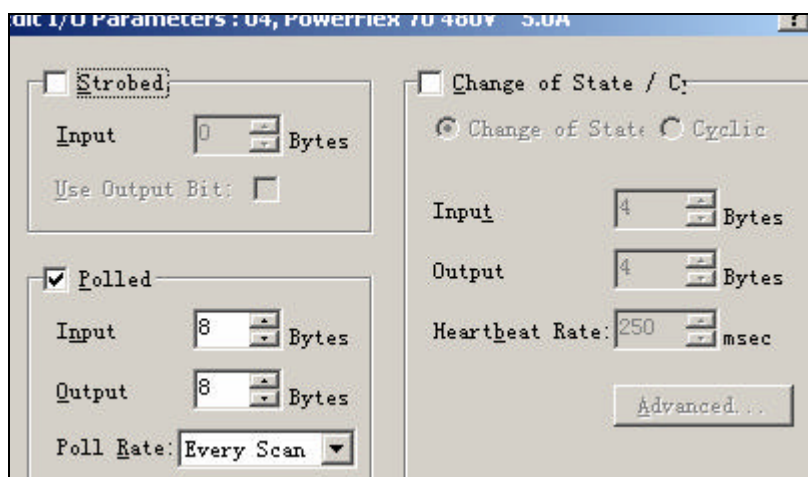 dit I/O Parameters : 04, PowerFlex 70 480V 5.0A ?
Strobed:
Input 0 Bytes
Use Output Bit:
Polled
Input 8 Bytes
Output 8 Bytes
Poll Rate: Every Scan
Change of State / Cy
Change of State Cyclic
Input 4 Bytes
Output 4 Bytes
Heartbeat Rate: 250 msec
Advanced...